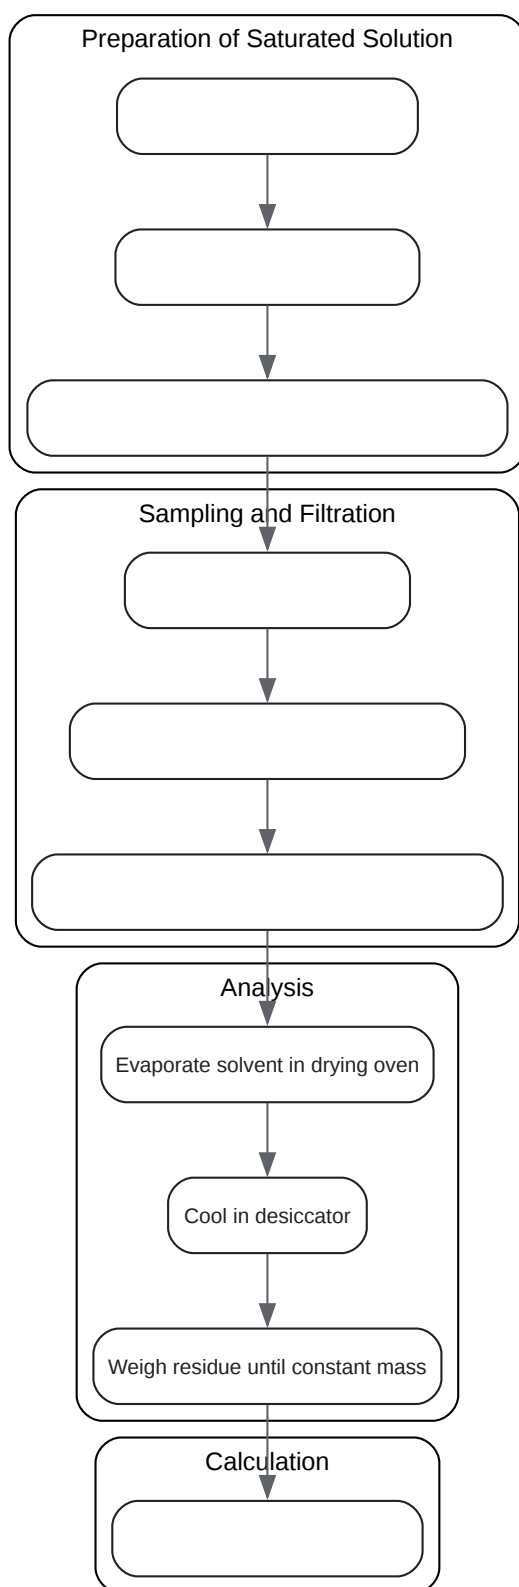 Preparation of Saturated Solution
Sampling and Filtration
Analysis
Evaporate solvent in drying oven
Cool in desiccator
Weigh residue until constant mass
Calculation